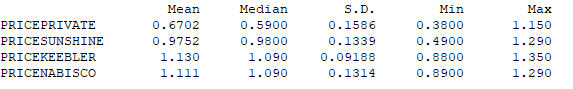 Mean Median S.D. Min Max
PRICEPRIVATE 0.6702 0.5900 0.1586 0.3800 1.150
PRICESUNSHINE 0.9752 0.9800 0.1339 0.4900 1.290
PRICEKEEBLER 1.130 1.090 0.09188 0.8800 1.350
PRICENABISCO 1.111 1.090 0.1314 0.8900 1.290